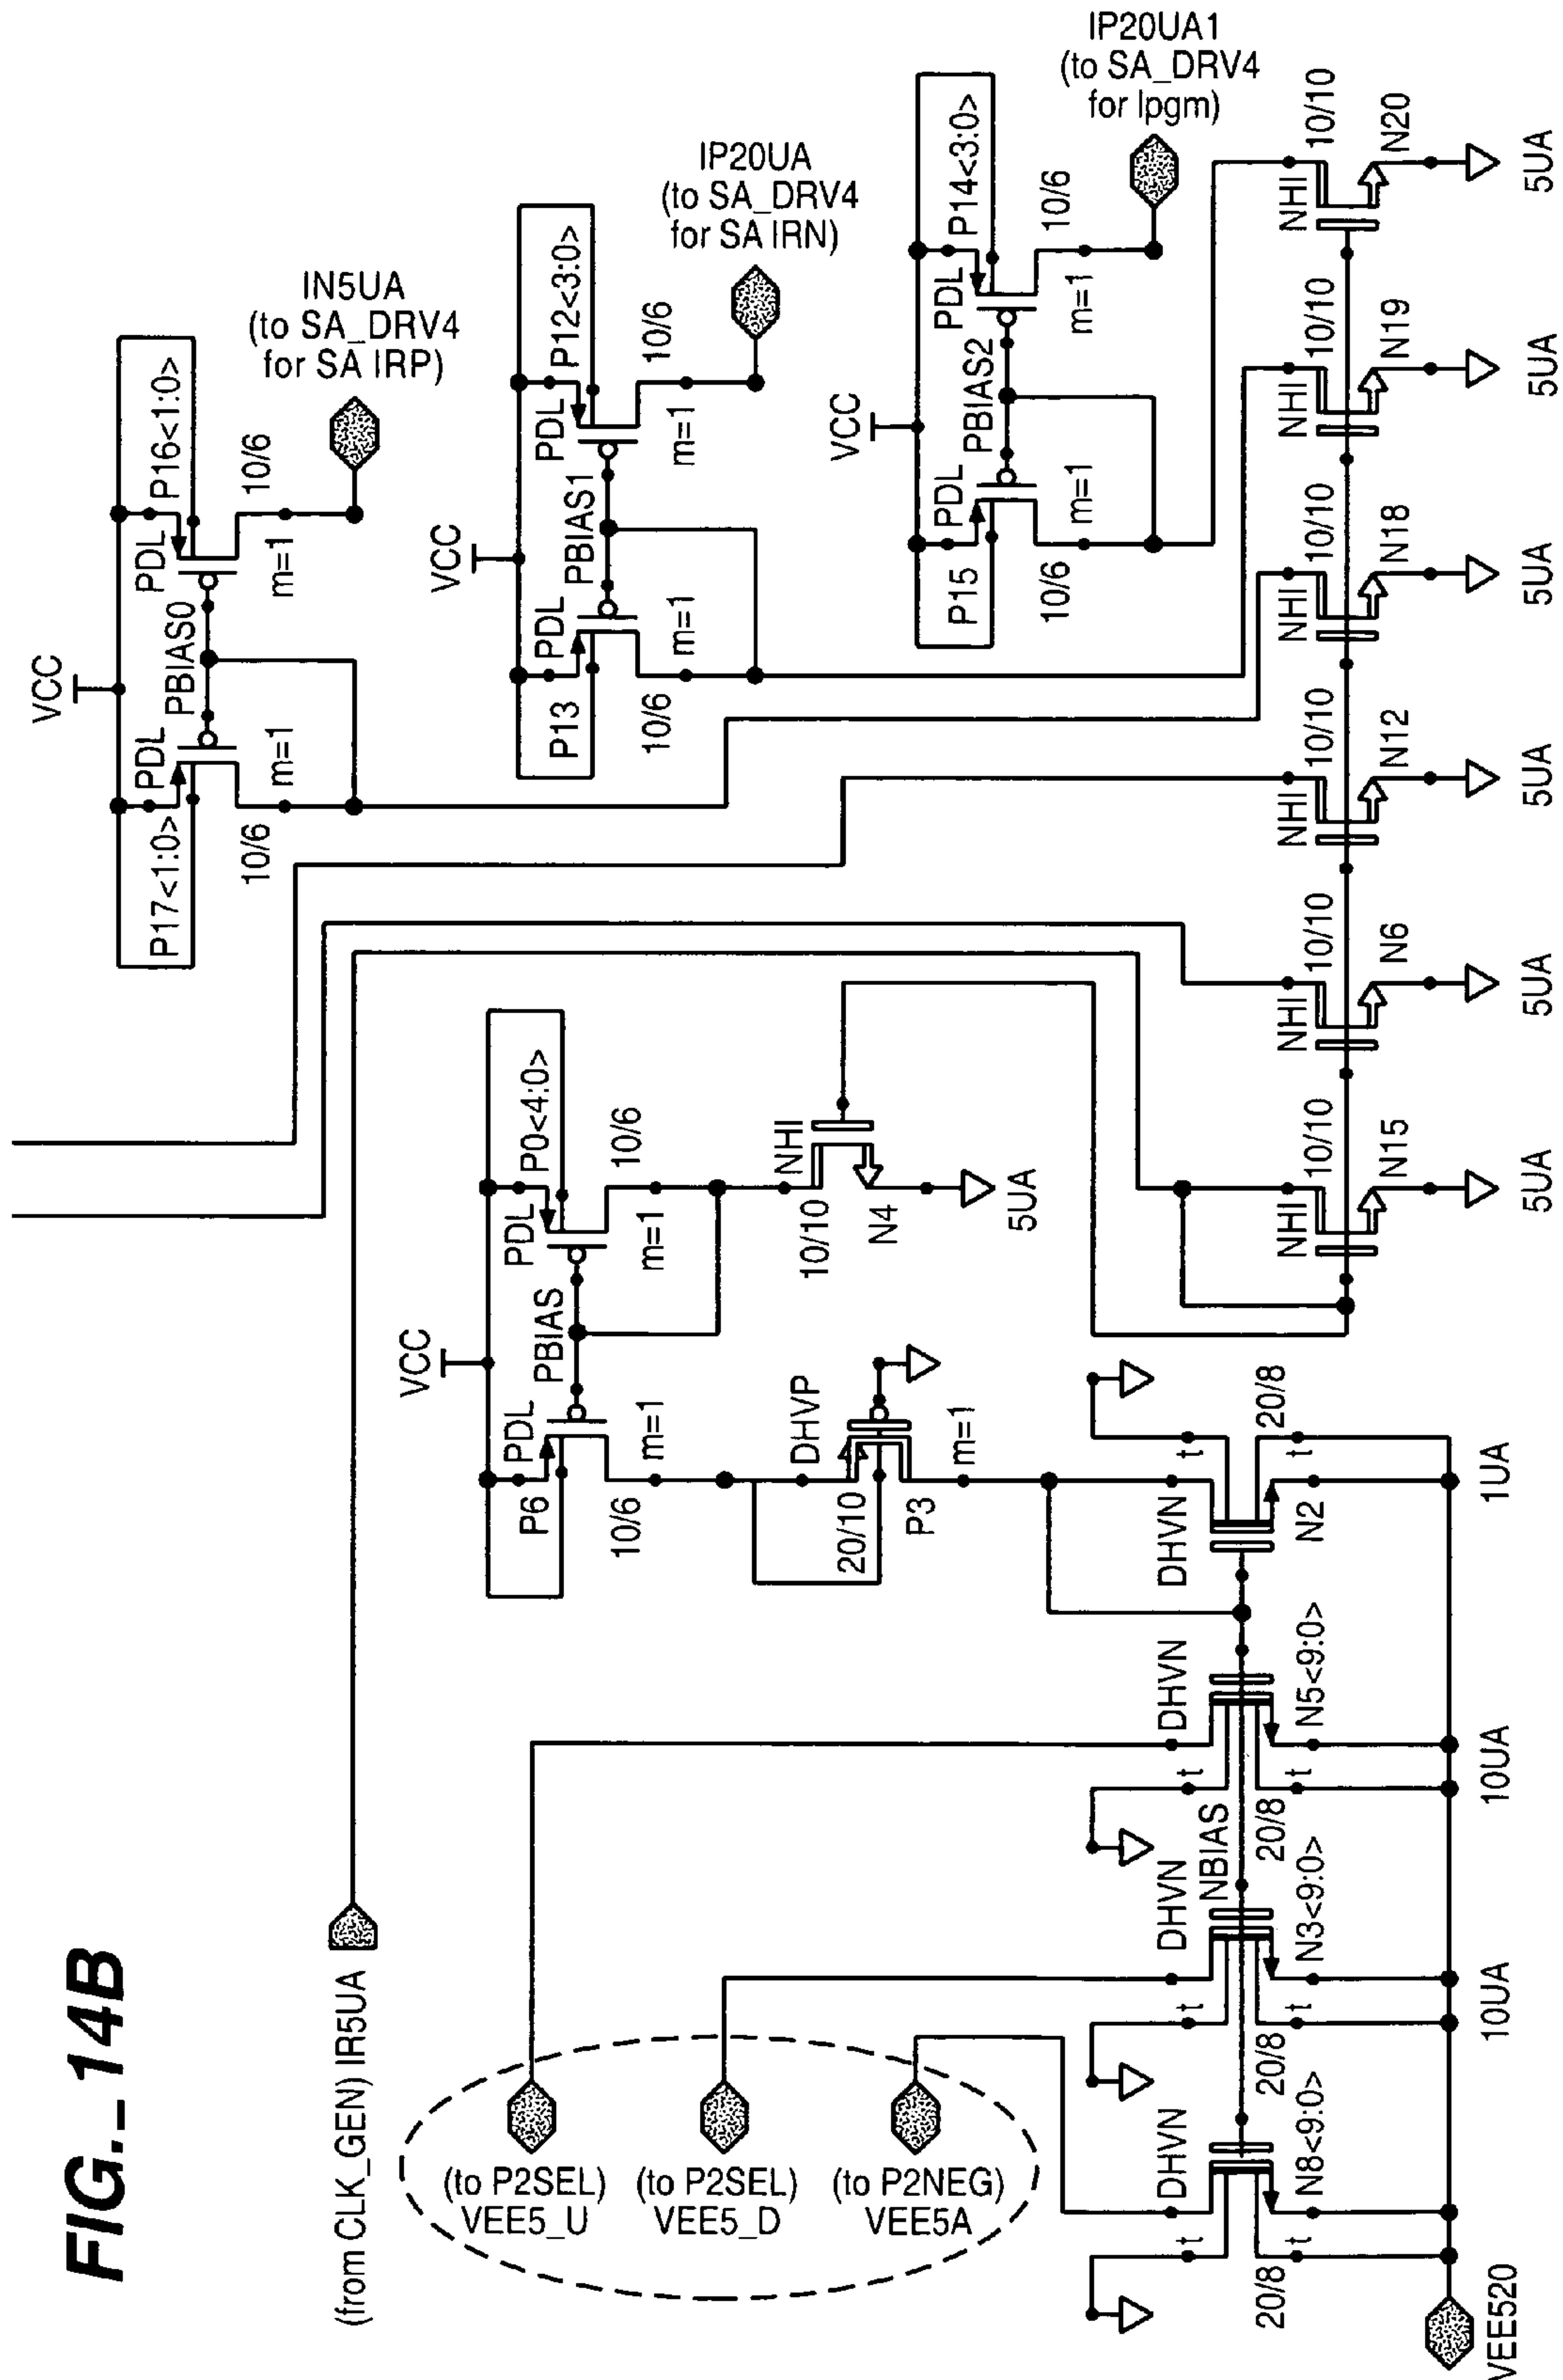 FIG._14B
IP20UA1
(to SA_DRV4
for Ipgm)
IP20UA
(to SA_DRV4
for SA IRN)
IN5UA
(to SA_DRV4
for SA IRP)
VCC
PDL
P17<1:0>
10/6
m=1
PBIAS0
PDL
P16<1:0>
10/6
m=1
VCC
PDL
P13
10/6
m=1
PBIAS1
PDL
P12<3:0>
10/6
m=1
VCC
PDL
P15
10/6
m=1
PBIAS2
PDL
P14<3:0>
10/6
m=1
(from CLK_GEN) IR5UA
VCC
PDL
P6
10/6
m=1
PBIAS
PDL
P0<4:0>
10/6
m=1
DHVP
20/10
P3
m=1
NHI
10/10
N4
5UA
(to P2SEL)
VEE5_U
(to P2SEL)
VEE5_D
(to P2NEG)
VEE5A
DHVN
t
t
20/8
N8<9:0>
DHVN
t
t
20/8
N3<9:0>
10UA
NBIAS
DHVN
t
t
20/8
N5<9:0>
10UA
DHVN
t
t
20/8
N2
1UA
NHI
10/10
N15
5UA
NHI
10/10
N6
5UA
NHI
10/10
N12
5UA
NHI
10/10
N18
5UA
NHI
10/10
N19
5UA
NHI
10/10
N20
5UA
VEE520